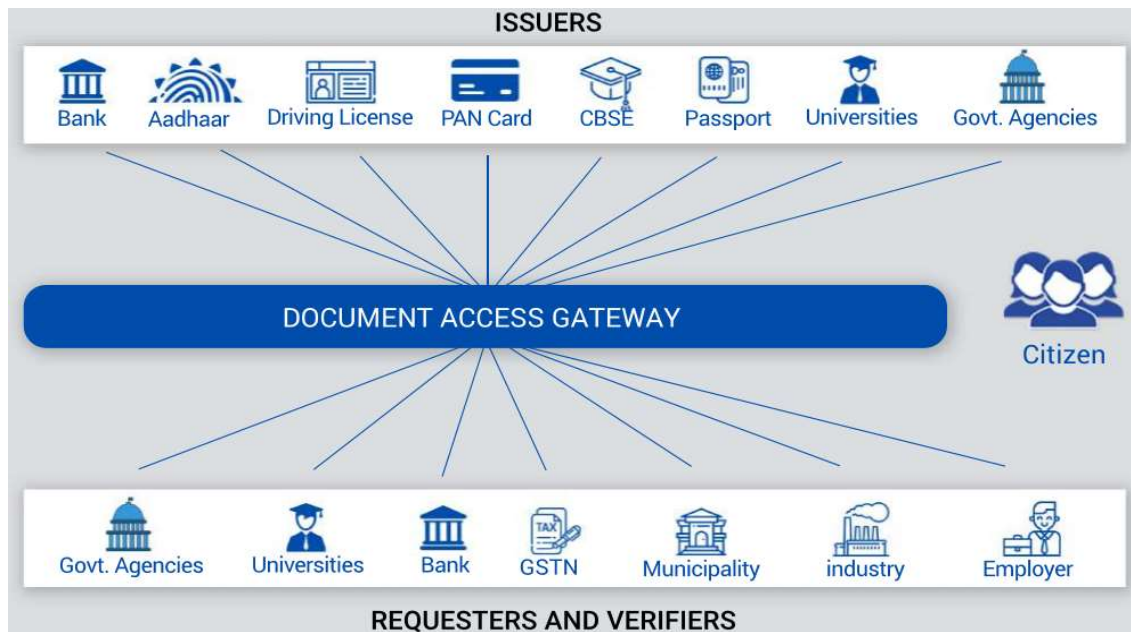 ISSUERS
Bank
Aadhaar
Driving License
PAN Card
CBSE
Passport
Universities
Govt. Agencies
DOCUMENT ACCESS GATEWAY
Citizen
TAX
Govt. Agencies
Universities
Bank
GSTN
Municipality
industry
Employer
REQUESTERS AND VERIFIERS